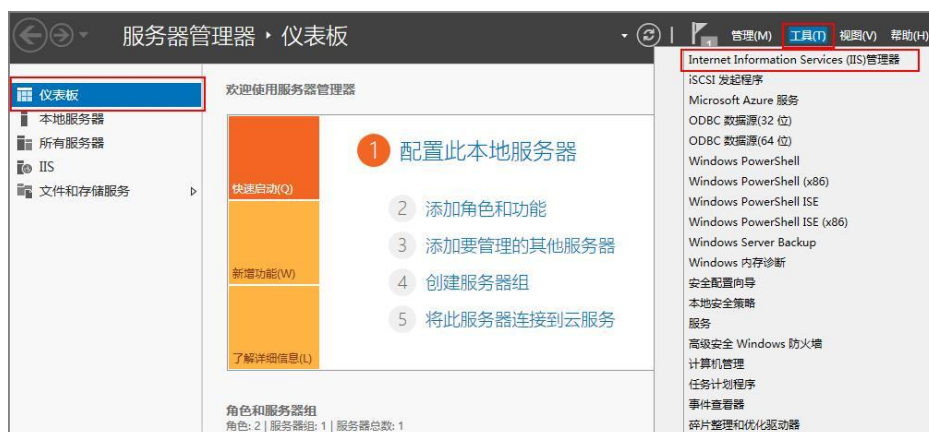 服务器管理器 ‣ 仪表板
1 管理(M) 工具(T) 视图(V) 帮助(H)
仪表板
本地服务器
所有服务器
IIS
文件和存储服务
欢迎使用服务器管理器
快速启动(Q)
新增功能(W)
了解详细信息(L)
1 配置此本地服务器
2 添加角色和功能
3 添加要管理的其他服务器
4 创建服务器组
5 将此服务器连接到云服务
角色和服务器组
角色: 2 | 服务器组: 1 | 服务器总数: 1
Internet Information Services (IIS)管理器
iSCSI 发起程序
Microsoft Azure 服务
ODBC 数据源(32 位)
ODBC 数据源(64 位)
Windows PowerShell
Windows PowerShell (x86)
Windows PowerShell ISE
Windows PowerShell ISE (x86)
Windows Server Backup
Windows 内存诊断
安全配置向导
本地安全策略
服务
高级安全 Windows 防火墙
计算机管理
任务计划程序
事件查看器
碎片整理和优化驱动器